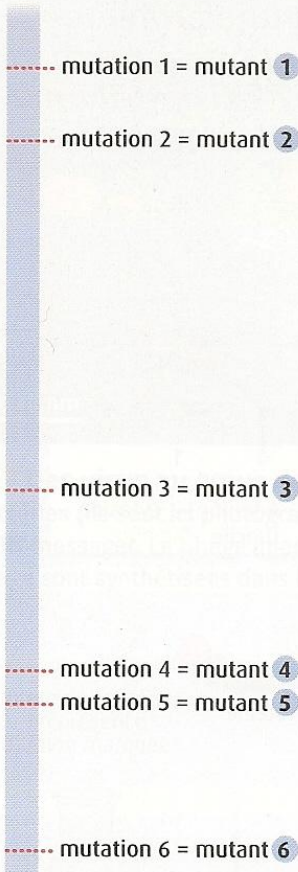 mutation 1 = mutant 1
mutation 2 = mutant 2
mutation 3 = mutant 3
mutation 4 = mutant 4
mutation 5 = mutant 5
mutation 6 = mutant 6